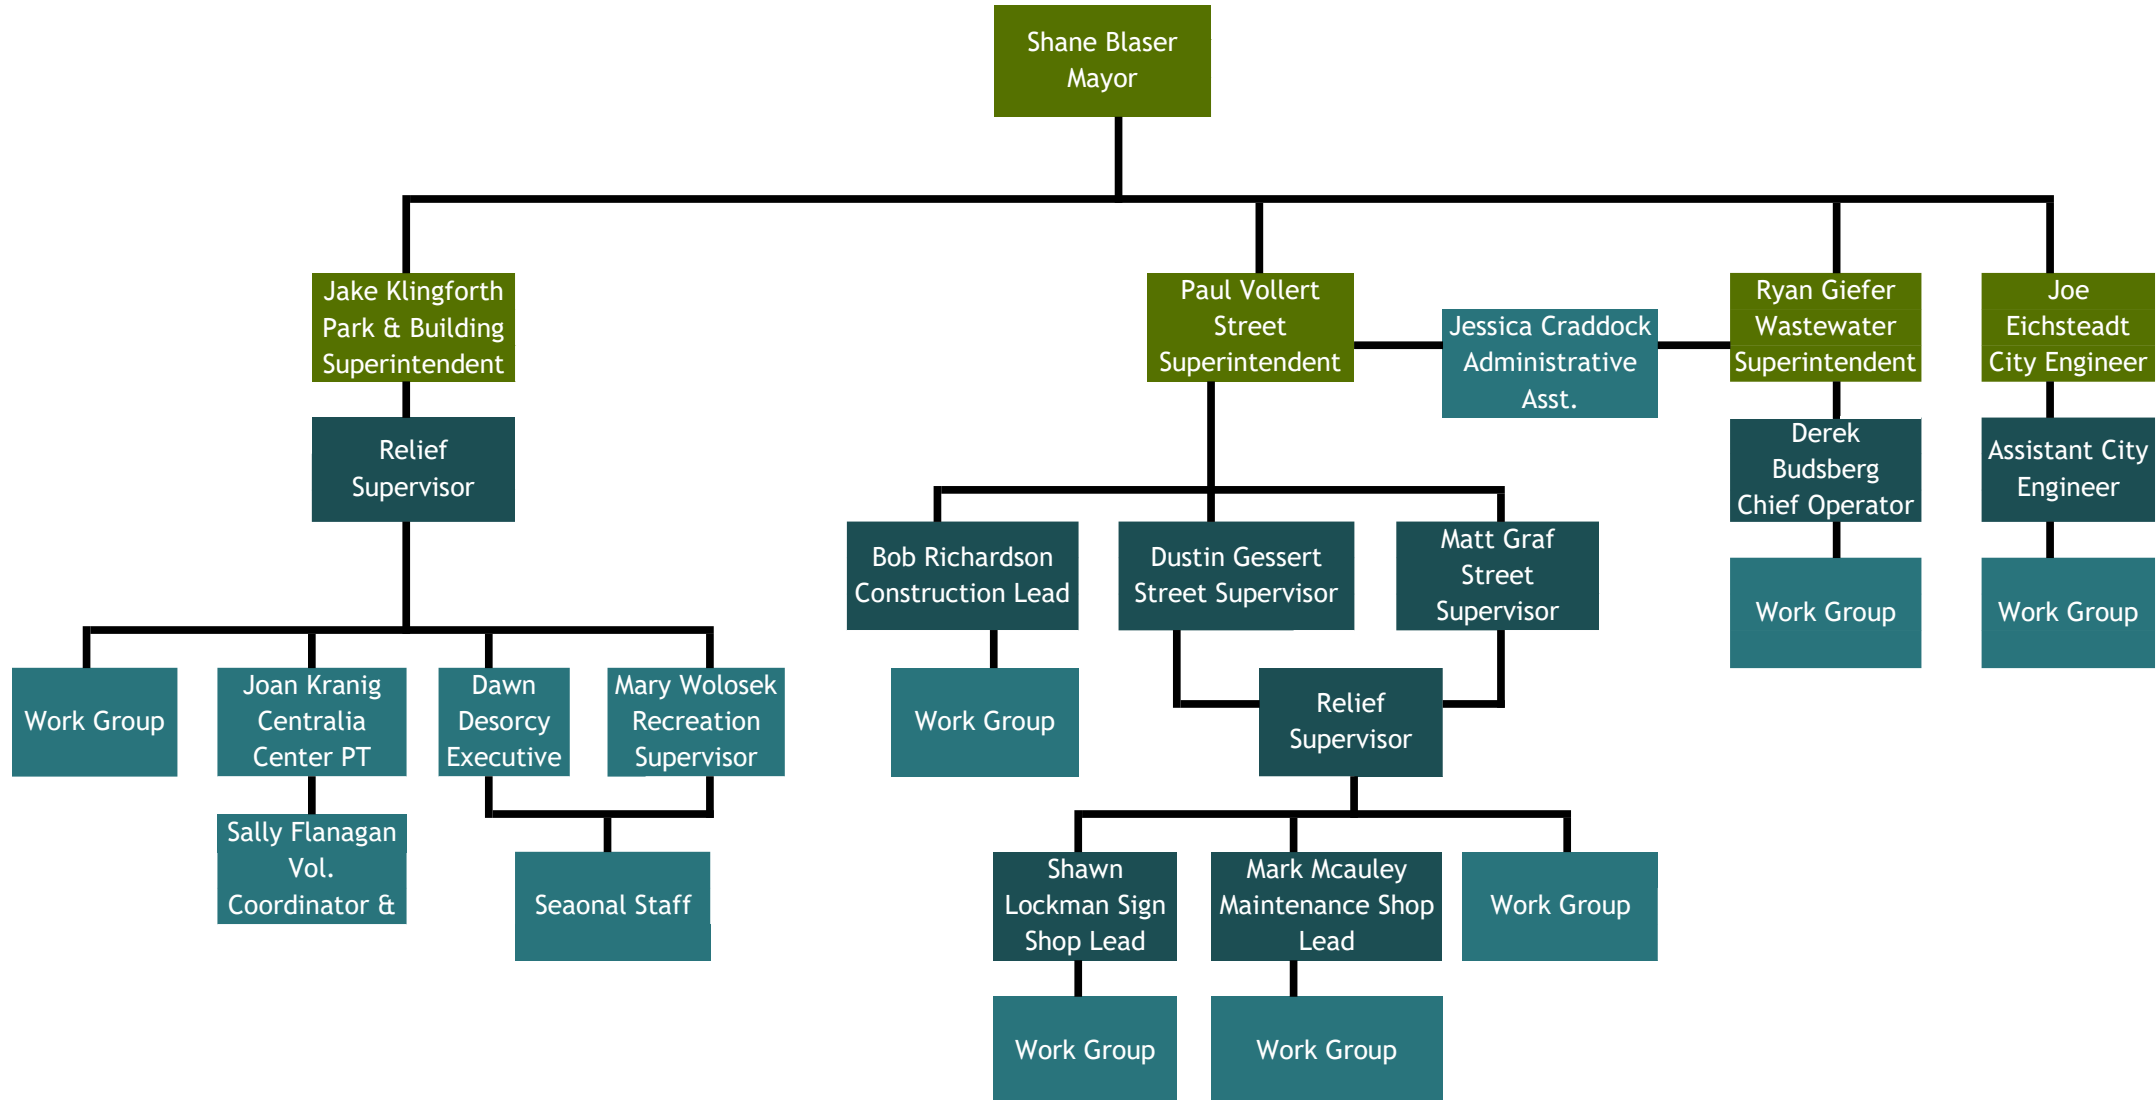 Shane Blaser
Mayor
Jake Klingforth
Park & Building
Superintendent
Paul Vollert
Street
Superintendent
Jessica Craddock
Administrative
Asst.
Ryan Giefer
Wastewater
Superintendent
Joe
Eichsteadt
City Engineer
Relief
Supervisor
Derek
Budsberg
Chief Operator
Assistant City
Engineer
Bob Richardson
Construction Lead
Dustin Gessert
Street Supervisor
Matt Graf
Street
Supervisor
Work Group
Work Group
Work Group
Joan Kranig
Centralia
Center PT
Dawn
Desorcy
Executive
Mary Wolosek
Recreation
Supervisor
Work Group
Relief
Supervisor
Sally Flanagan
Vol.
Coordinator &
Seaonal Staff
Shawn
Lockman Sign
Shop Lead
Mark Mcauley
Maintenance Shop
Lead
Work Group
Work Group
Work Group